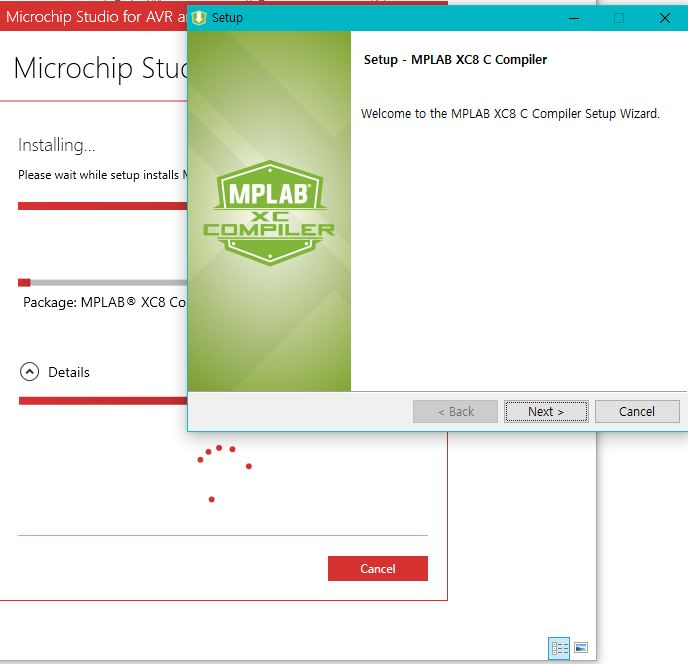 Microchip Studio for AVR a
Setup
Microchip Stu
Setup - MPLAB XC8 C Compiler
Welcome to the MPLAB XC8 C Compiler Setup Wizard.
Installing...
Please wait while setup installs
MPLAB®
XC
COMPILER
Package: MPLAB® XC8 Co
Details
< Back
Next >
Cancel
Cancel